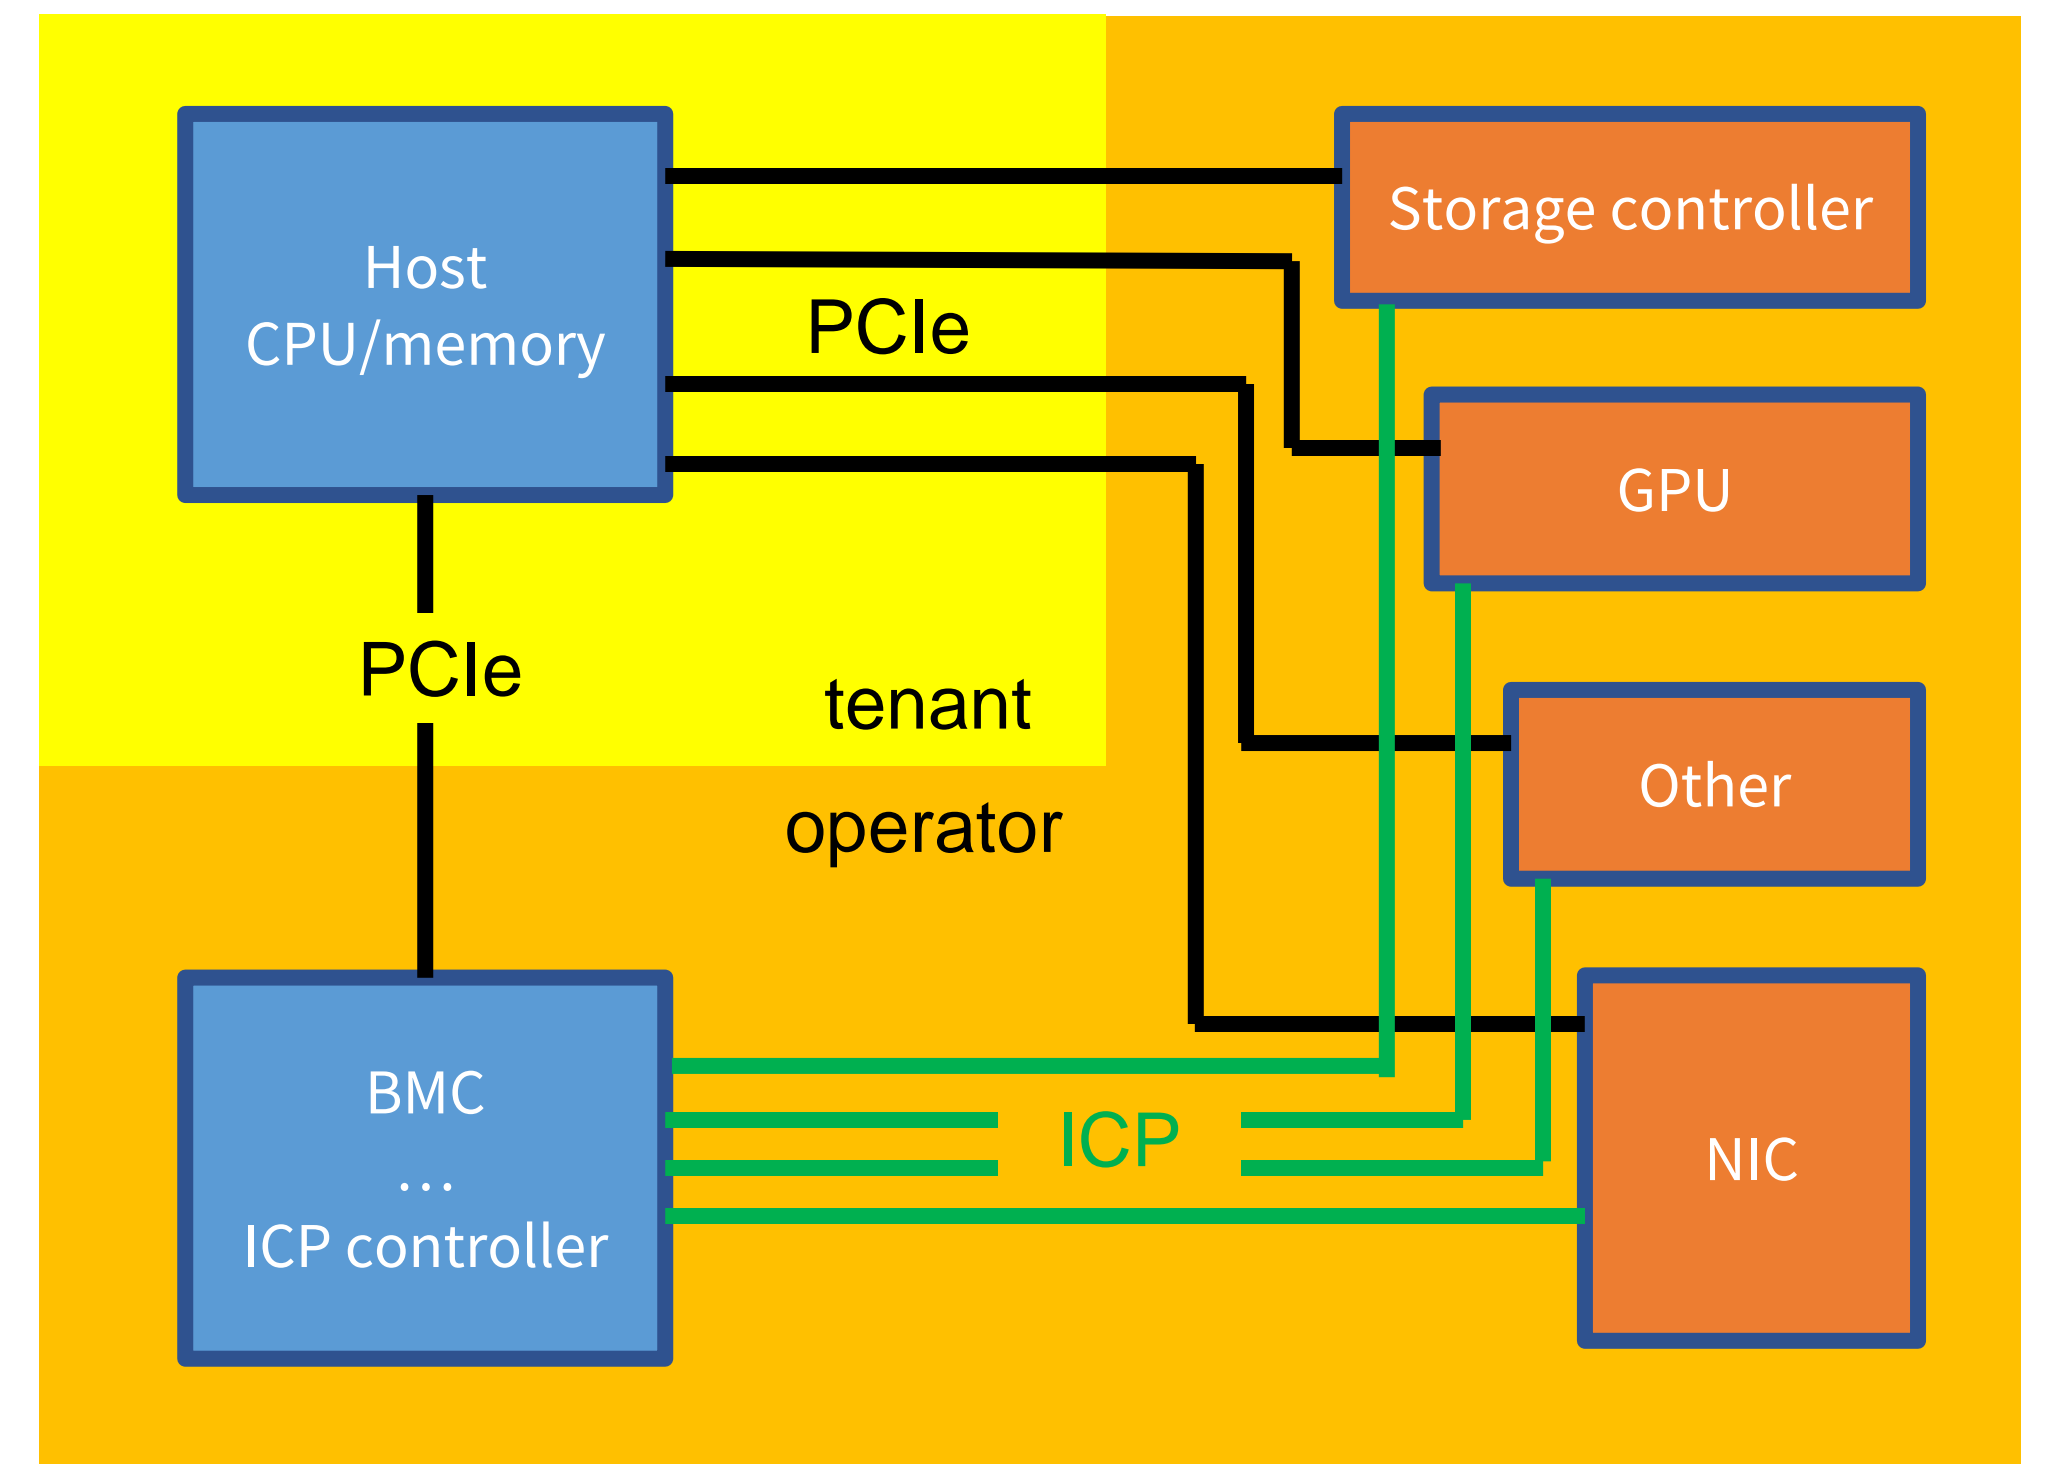 Host
CPU/memory
PCIe
Storage controller
GPU
PCIe
tenant
operator
Other
BMC
...
ICP controller
ICP
NIC